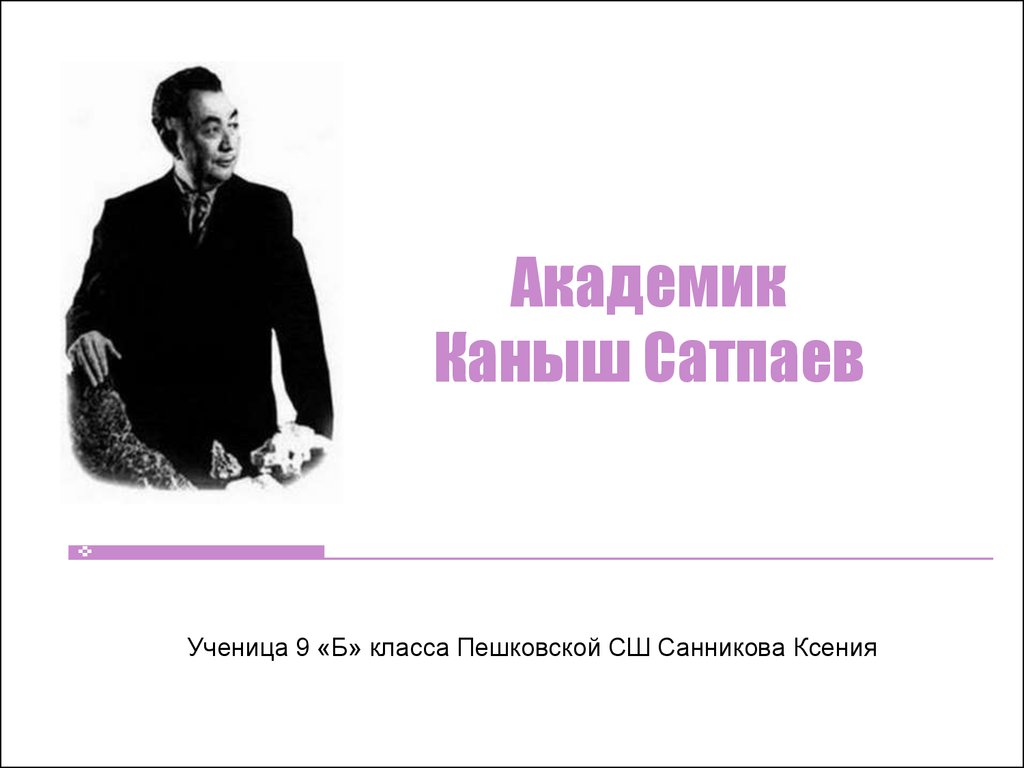 Академик
Каныш Сатпаев
Ученица 9 «Б» класса Пешковской СШ Санникова Ксения